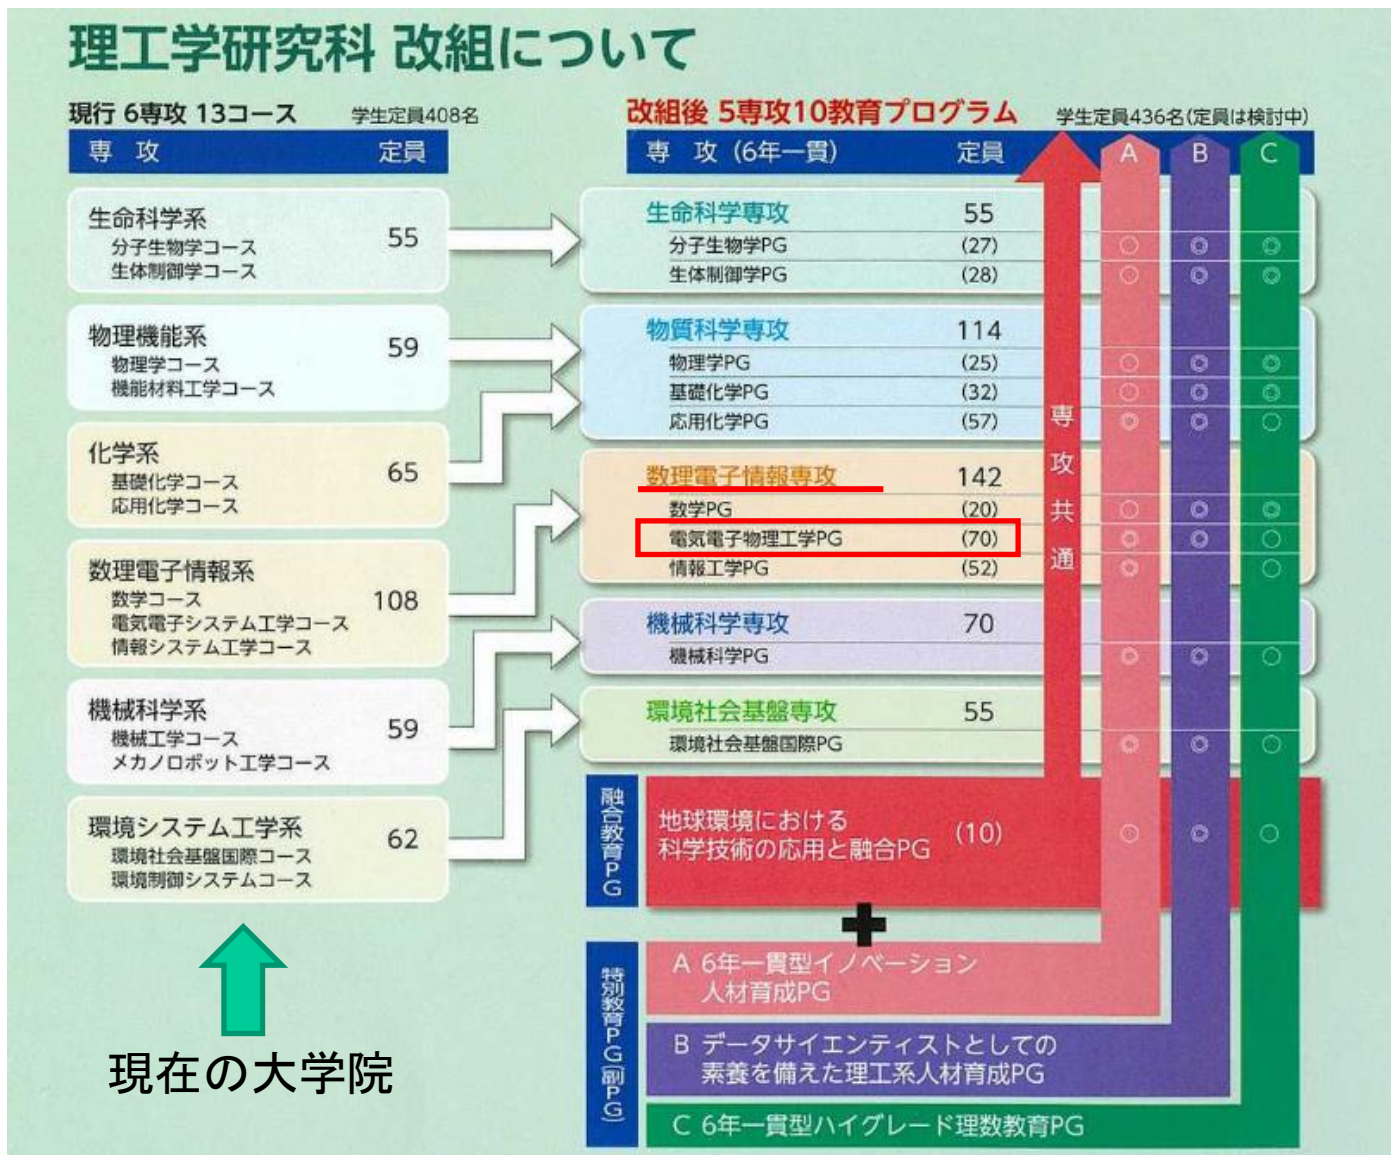 理工学研究科 改組について
現行 6専攻 13コース 学生定員408名
専 攻 定員
生命科学系 55
分子生物学コース
生体制御学コース
物理機能系 59
物理学コース
機能材料工学コース
化学系 65
基礎化学コース
応用化学コース
数理電子情報系 108
数学コース
電気電子システム工学コース
情報システム工学コース
機械科学系 59
機械工学コース
メカノロボット工学コース
環境システム工学系 62
環境社会基盤国際コース
環境制御システムコース
現在の大学院
改組後 5専攻10教育プログラム 学生定員436名(定員は検討中)
専 攻 (6年一貫) 定員 A B C
生命科学専攻 55
分子生物学PG (27) ○ ◎ ◎
生体制御学PG (28) ○ ◎ ◎
物質科学専攻 114
物理学PG (25) ○ ◎ ◎
基礎化学PG (32) ○ ◎ ◎
応用化学PG (57) ◎ ◎ ○
数理電子情報専攻 142
数学PG (20) ○ ◎ ◎
電気電子物理工学PG (70) ◎ ◎ ○
情報工学PG (52) ◎ ○
機械科学専攻 70
機械科学PG ◎ ◎ ○
環境社会基盤専攻 55
環境社会基盤国際PG ◎ ◎ ○
専攻共通
融合教育PG
地球環境における
科学技術の応用と融合PG (10) ○ ◎ ○
特別教育PG(副PG)
A 6年一貫型イノベーション
人材育成PG
B データサイエンティストとしての
素養を備えた理工系人材育成PG
C 6年一貫型ハイグレード理数教育PG